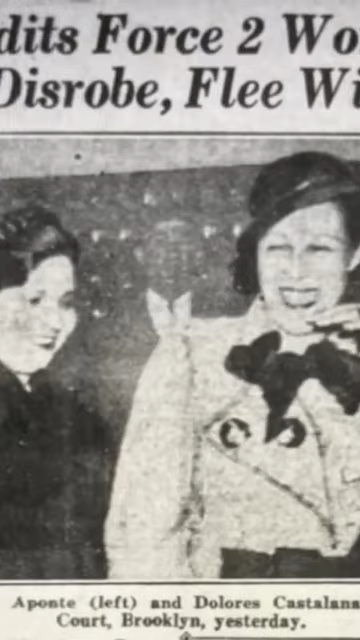 dits Force 2 Wo
Disrobe, Flee Wi
Aponte (left) and Dolores Castalana
Court, Brooklyn, yesterday.